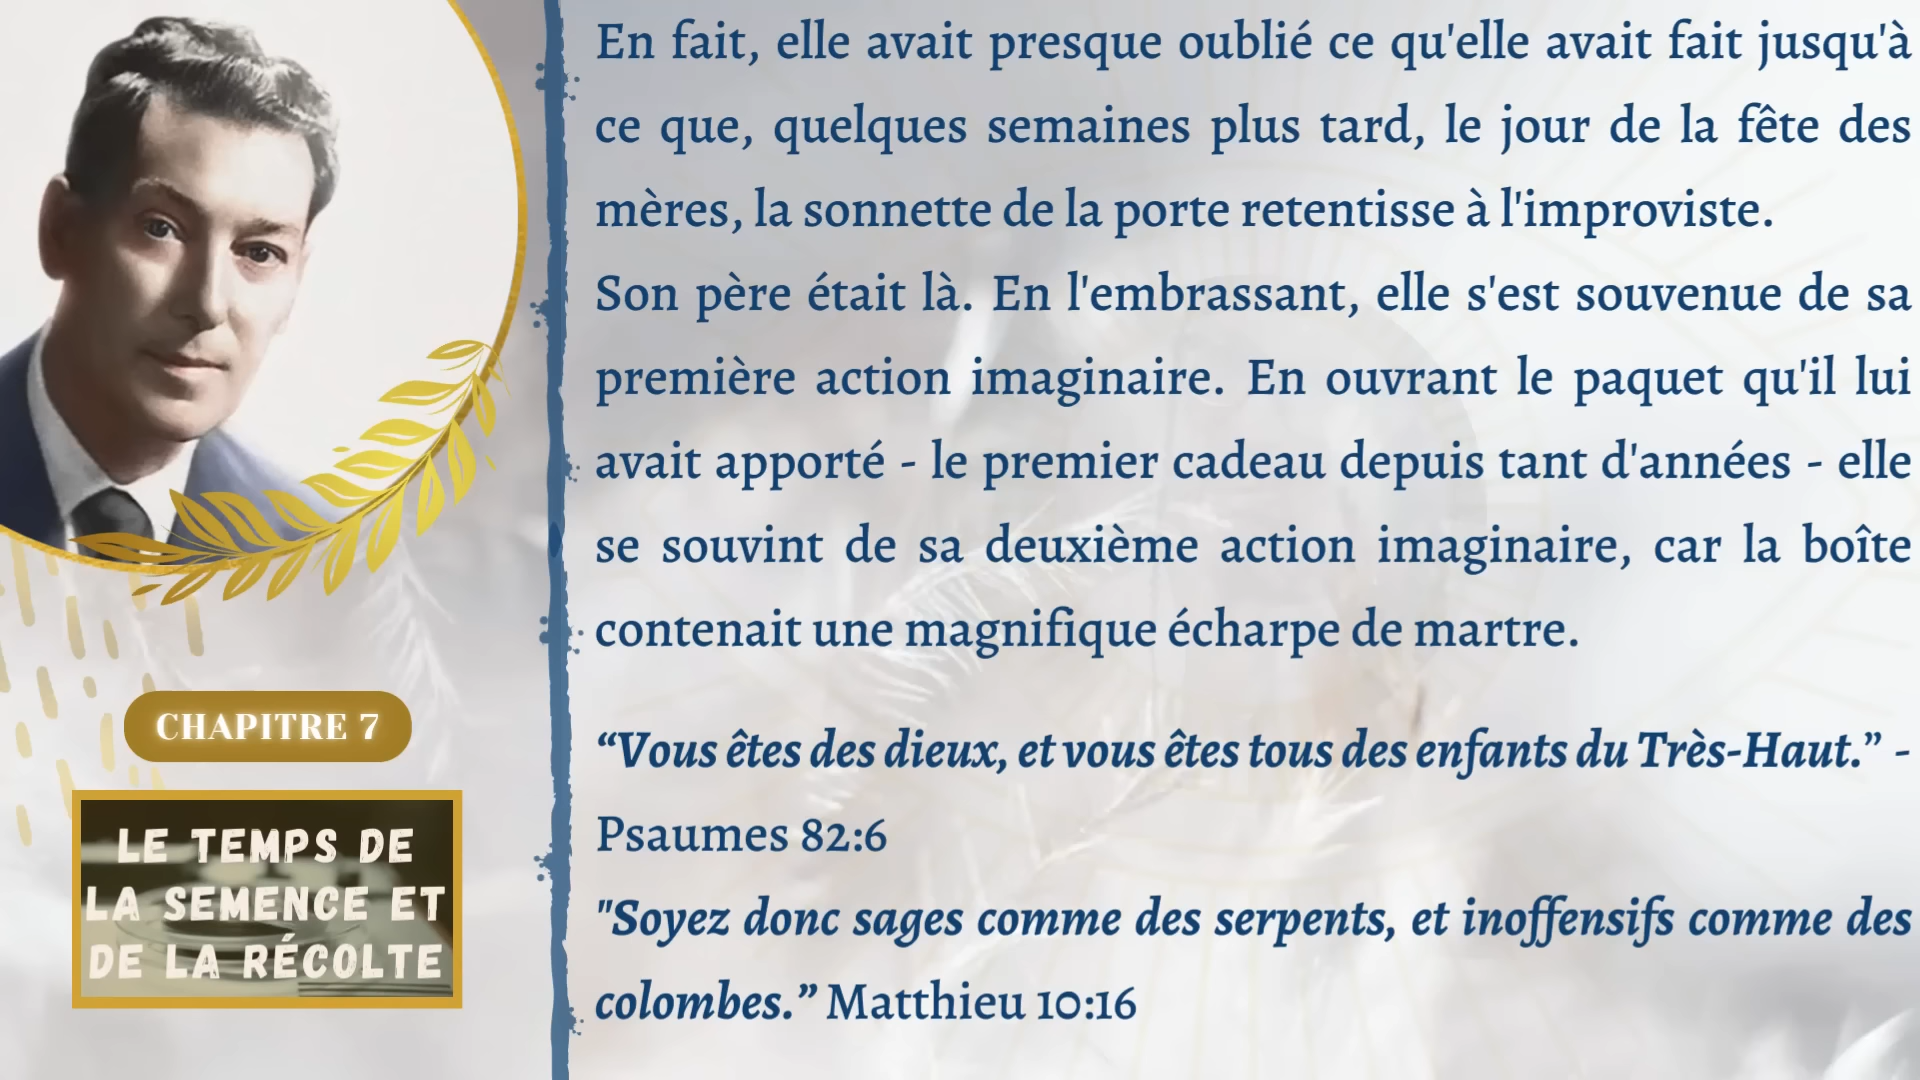 En fait, elle avait presque oublié ce qu'elle avait fait jusqu'à
ce que, quelques semaines plus tard, le jour de la fête des
mères, la sonnette de la porte retentisse à l'improviste.
Son père était là. En l'embrassant, elle s'est souvenue de sa
première action imaginaire. En ouvrant le paquet qu'il lui
avait apporté - le premier cadeau depuis tant d'années - elle
se souvint de sa deuxième action imaginaire, car la boîte
contenait une magnifique écharpe de martre.
“Vous êtes des dieux, et vous êtes tous des enfants du Très-Haut.” -
Psaumes 82:6
"Soyez donc sages comme des serpents, et inoffensifs comme des
colombes.” Matthieu 10:16
CHAPITRE 7
LE TEMPS DE
LA SEMENCE ET
DE LA RÉCOLTE